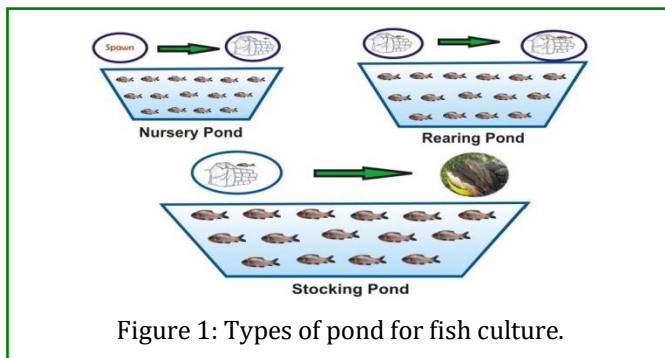 Spawn
Nursery Pond
Rearing Pond
Stocking Pond
Figure 1: Types of pond for fish culture.